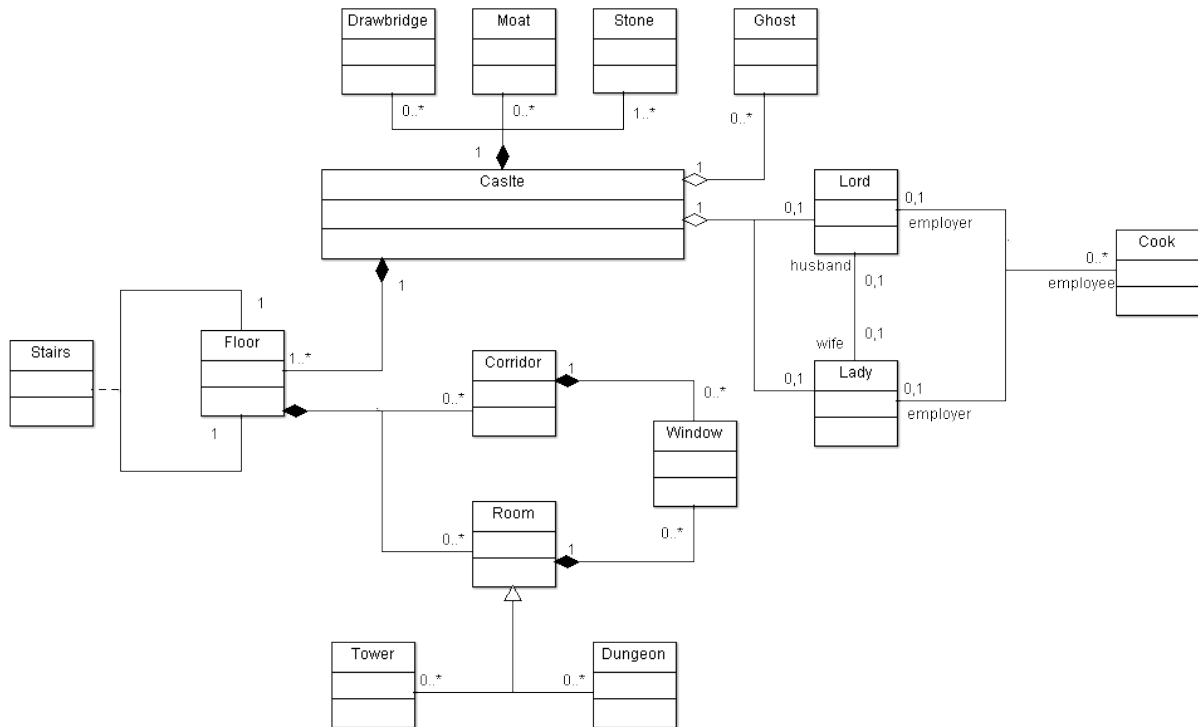 Drawbridge
Moat
Stone
Ghost
0..*
0..*
1..*
0..*
1
1
Caslte
Lord
1
0,1
0,1
employer
Cook
0..*
employee
husband
0,1
1
1
Floor
Stairs
1..*
Corridor
wife
0,1
Lady
1
0..*
0,1
0,1
employer
0..*
1
Window
Room
0..*
1
0..*
Tower
Dungeon
0..*
0..*